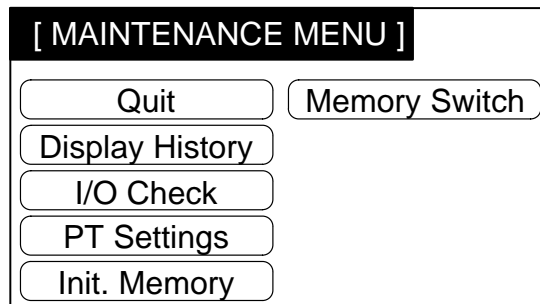 [ MAINTENANCE MENU ]
Quit
Memory Switch
Display History
I/O Check
PT Settings
Init. Memory